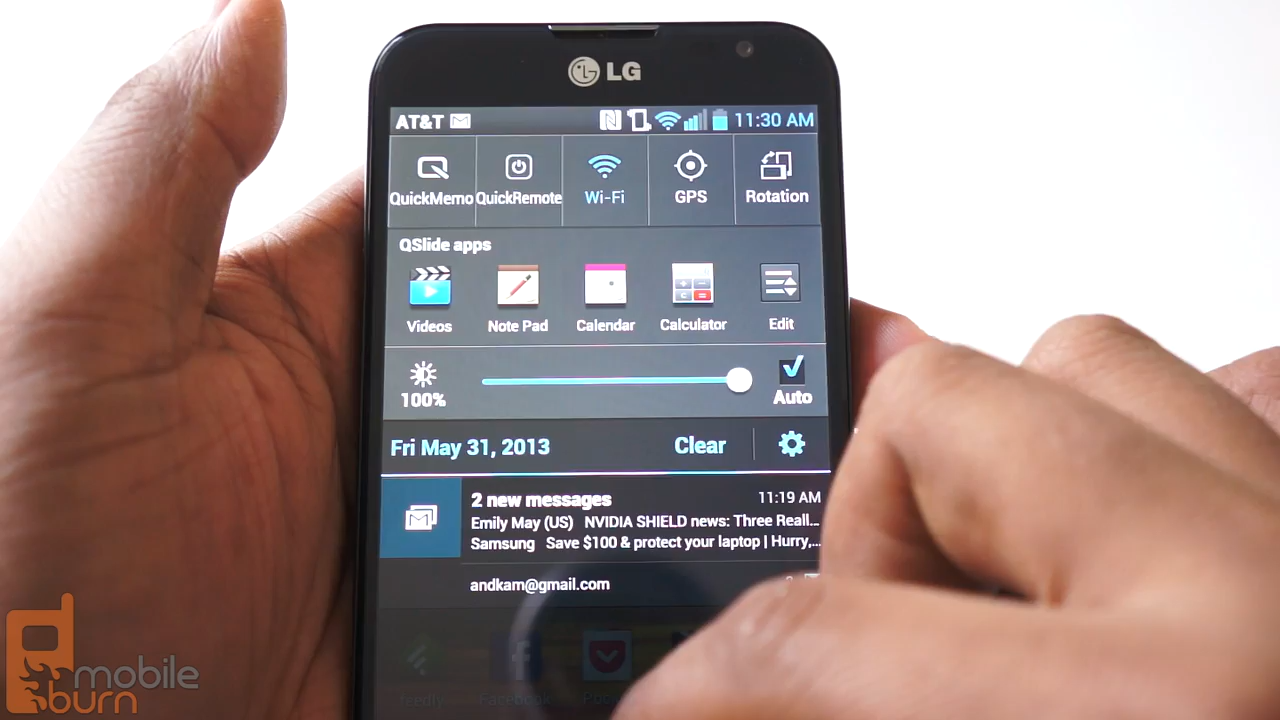 LG
AT&T 11:30 AM
QuickMemo QuickRemote Wi-Fi GPS Rotation
QSlide apps
Videos Note Pad Calendar Calculator Edit
100% Auto
Fri May 31, 2013 Clear
2 new messages 11:19 AM
Emily May (US) NVIDIA SHIELD news: Three Reall...
Samsung Save $100 & protect your laptop | Hurry,...
andkam@gmail.com
feedly Facebook
mobile
burn